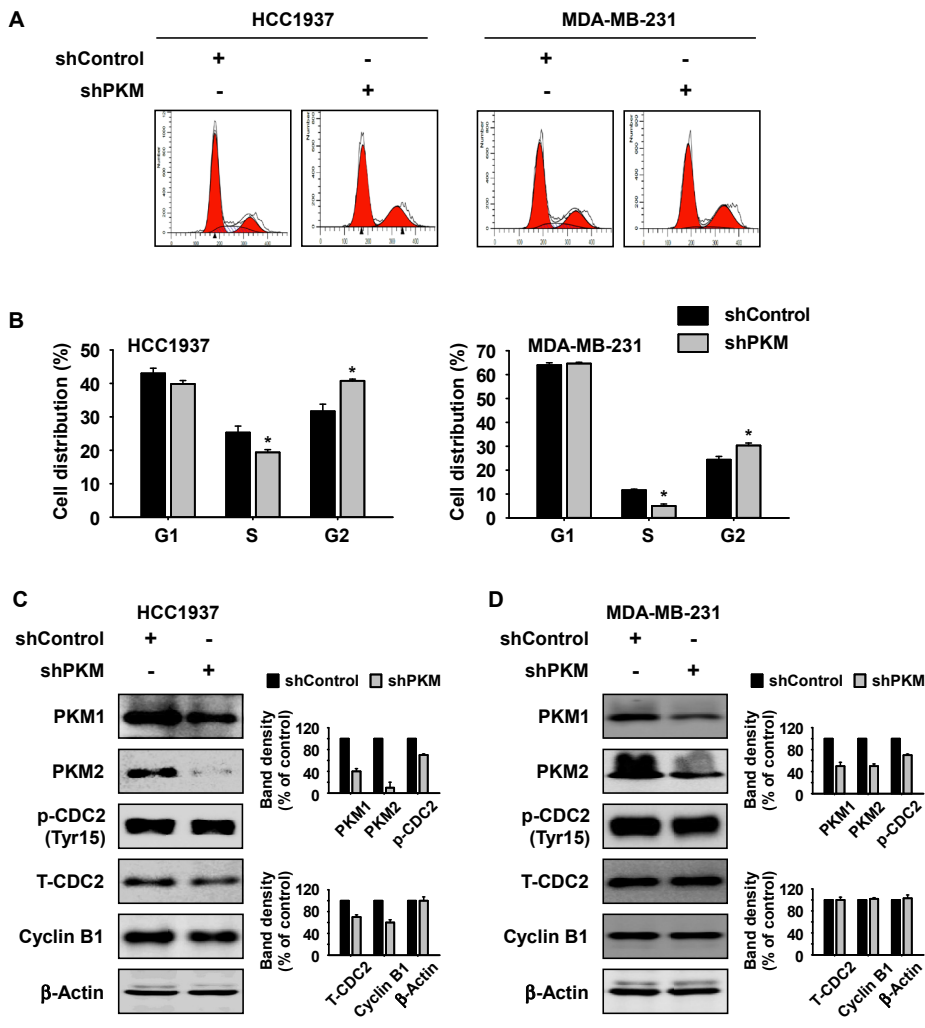 A
HCC1937
MDA-MB-231
shControl + - + -
shPKM - + - +
Number
Number
Number
Number
B
shControl
shPKM
HCC1937
Cell distribution (%)
50
40
30
20
10
0
*
*
G1 S G2
MDA-MB-231
Cell distribution (%)
70
60
50
40
30
20
10
0
*
*
G1 S G2
C
HCC1937
shControl + -
shPKM - +
PKM1
PKM2
p-CDC2
(Tyr15)
T-CDC2
Cyclin B1
β-Actin
shControl shPKM
Band density
(% of control)
120
80
40
0
PKM1 PKM2 p-CDC2
Band density
(% of control)
120
80
40
0
T-CDC2 Cyclin B1 β-Actin
D
MDA-MB-231
shControl + -
shPKM - +
PKM1
PKM2
p-CDC2
(Tyr15)
T-CDC2
Cyclin B1
β-Actin
shControl shPKM
Band density
(% of control)
120
80
40
0
PKM1 PKM2 p-CDC2
Band density
(% of control)
120
80
40
0
T-CDC2 Cyclin B1 β-Actin